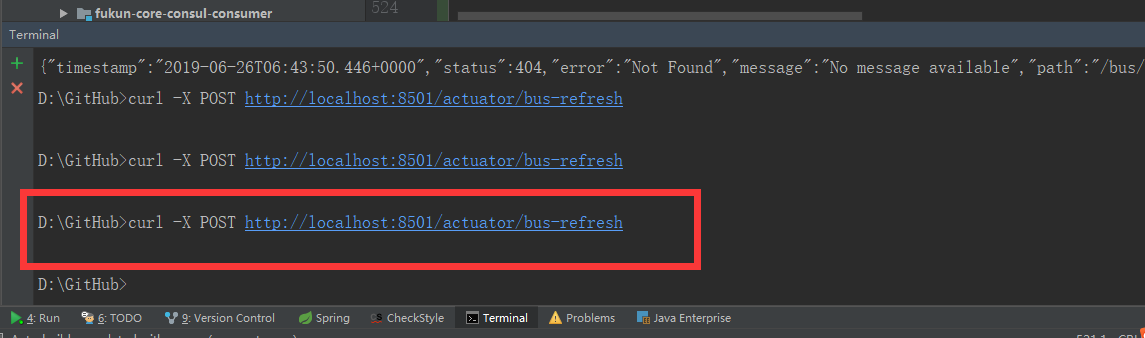 fukun-core-consul-consumer
524
Terminal
{"timestamp":"2019-06-26T06:43:50.446+0000","status":404,"error":"Not Found","message":"No message available","path":"/bus/
D:\GitHub>curl -X POST http://localhost:8501/actuator/bus-refresh
D:\GitHub>curl -X POST http://localhost:8501/actuator/bus-refresh
D:\GitHub>curl -X POST http://localhost:8501/actuator/bus-refresh
D:\GitHub>
4: Run 6: TODO 9: Version Control Spring CheckStyle Terminal Problems Java Enterprise